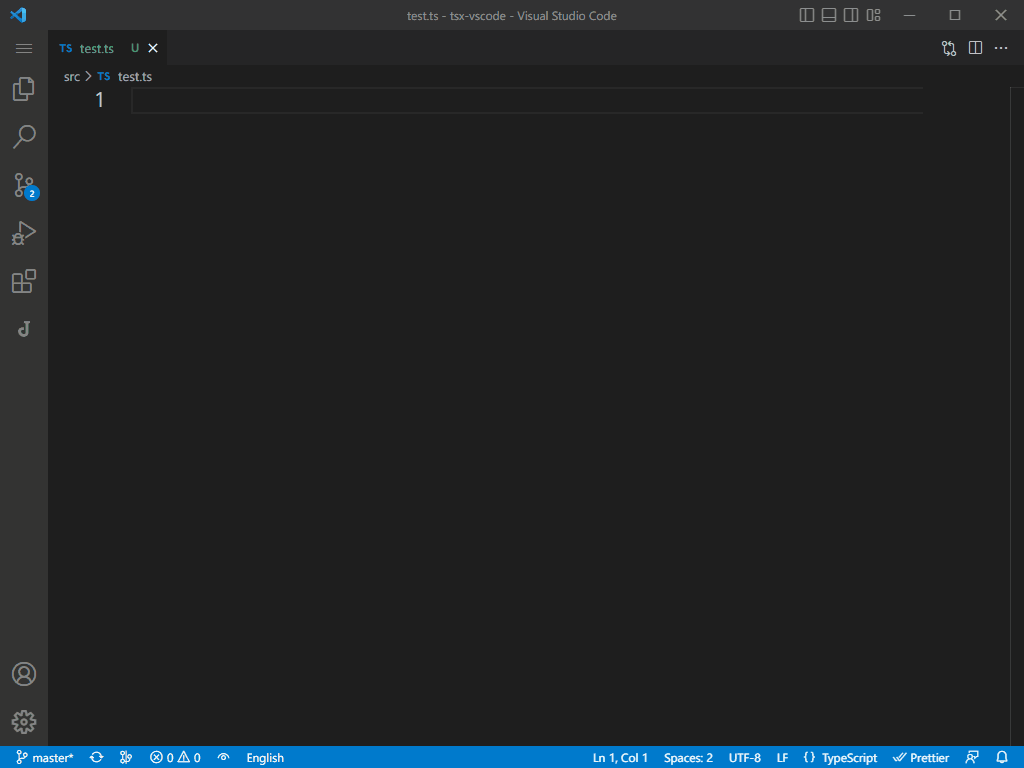 test.ts - tsx-vscode - Visual Studio Code
TS test.ts U
src TS test.ts
1
2
master* 0 0 English Ln 1, Col 1 Spaces: 2 UTF-8 LF {} TypeScript Prettier